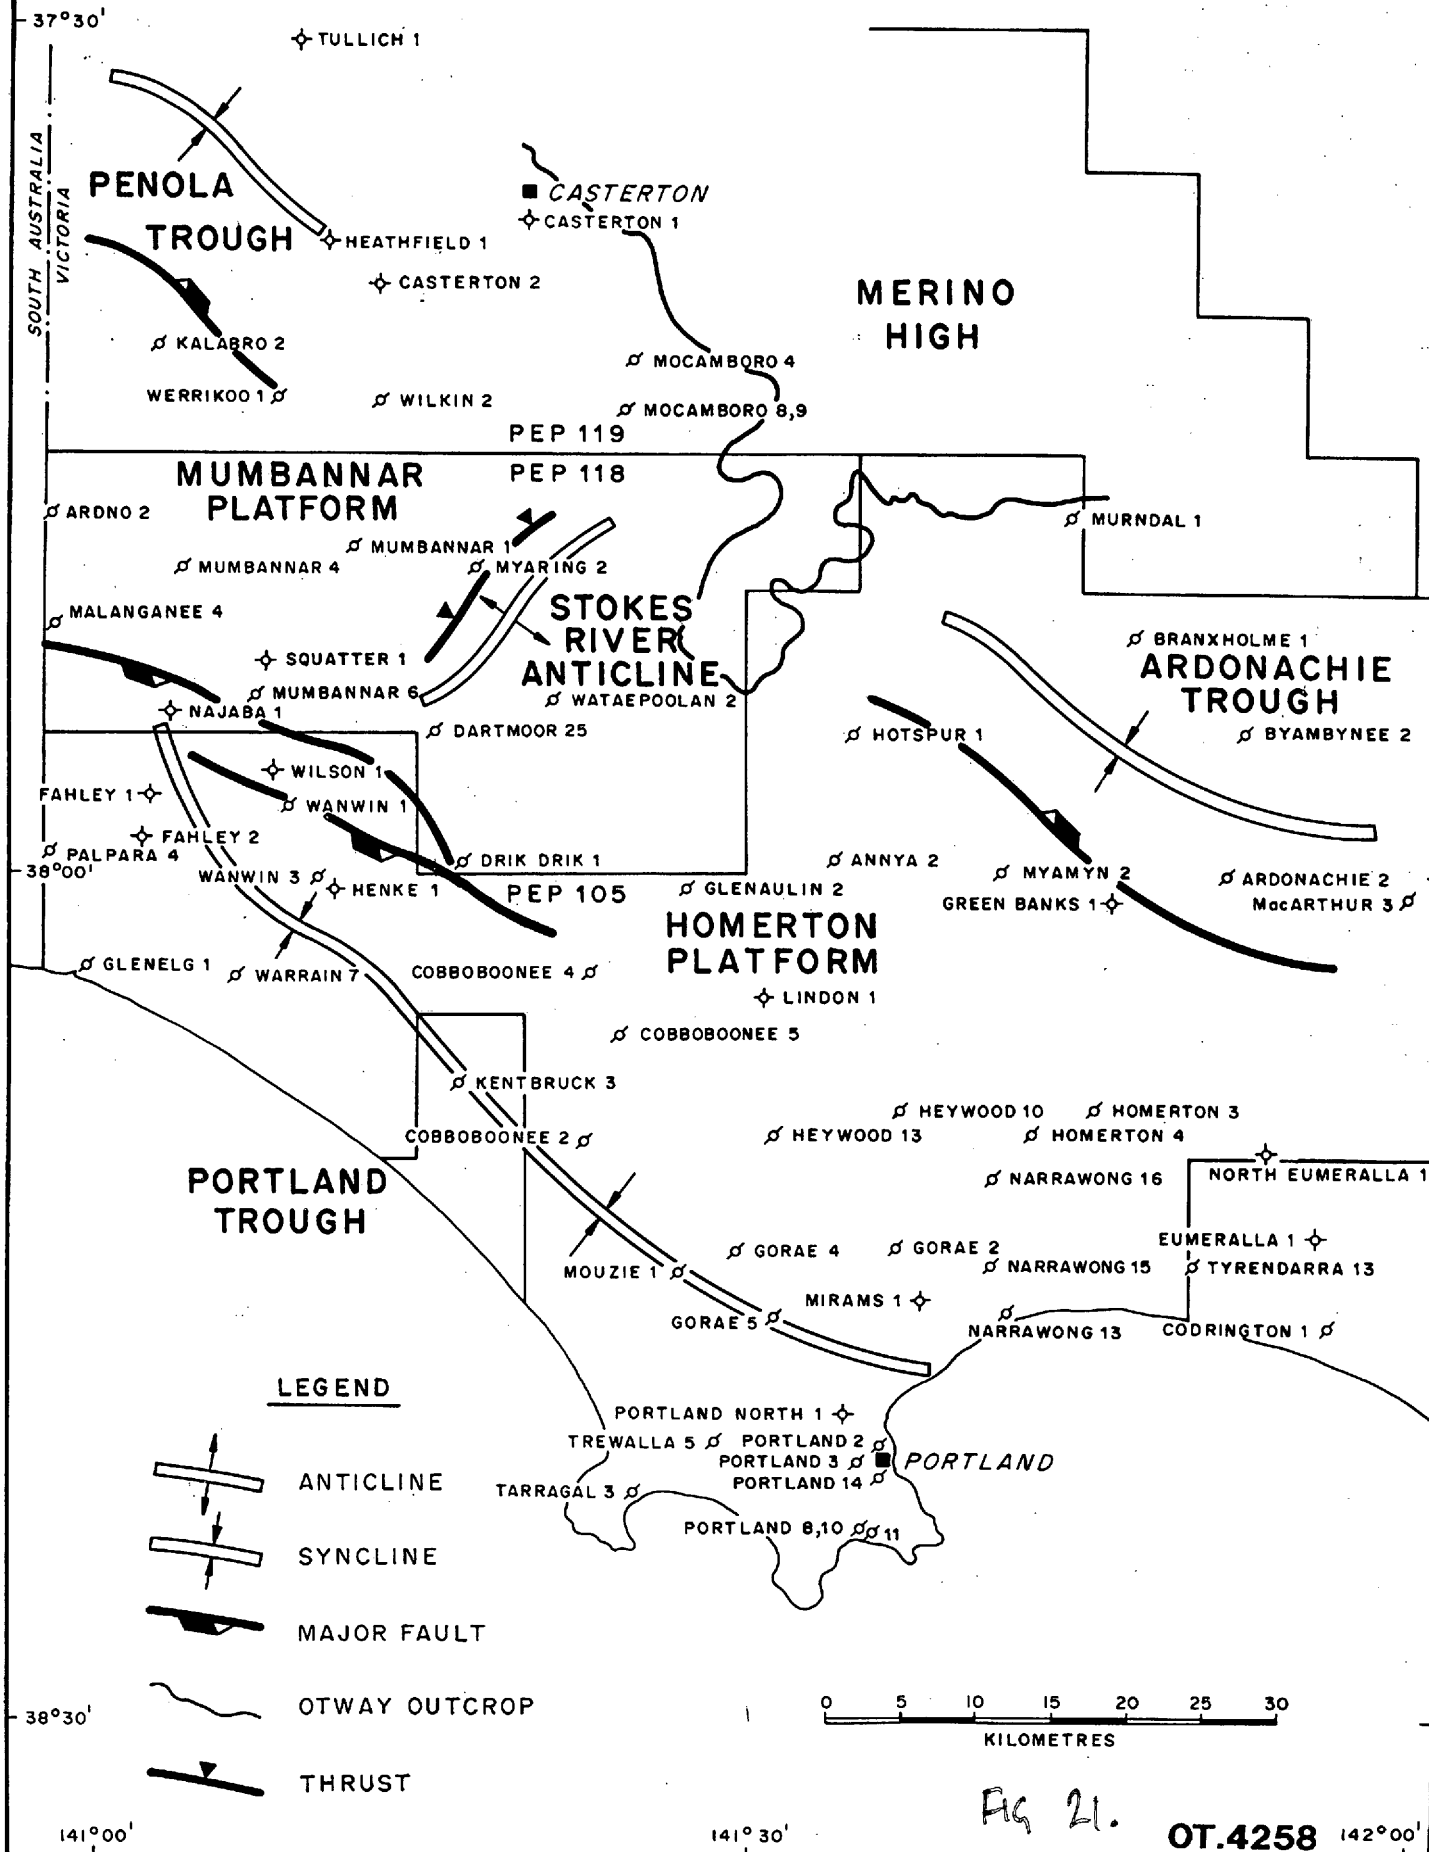 37°30'
TULLICH 1
SOUTH AUSTRALIA
VICTORIA
PENOLA
TROUGH
CASTERTON
CASTERTON 1
HEATHFIELD 1
CASTERTON 2
MERINO
HIGH
KALABRO 2
MOCAMBORO 4
WERRIKOO 1
WILKIN 2
MOCAMBORO 8,9
PEP 119
PEP 118
MUMBANNAR
PLATFORM
ARDNO 2
MURNDAL 1
MUMBANNAR 1
MUMBANNAR 4
MYARING 2
MALANGANEE 4
STOKES
RIVER
ANTICLINE
BRANXHOLME 1
ARDONACHIE
TROUGH
SQUATTER 1
MUMBANNAR 6
WATAEPOOLAN 2
NAJABA 1
DARTMOOR 25
HOTSPUR 1
BYAMBYNEE 2
WILSON 1
FAHLEY 1
WANWIN 1
FAHLEY 2
PALPARA 4
DRIK DRIK 1
ANNYA 2
38°00'
WANWIN 3
HENKE 1
PEP 105
GLENAULIN 2
MYAMYN 2
ARDONACHIE 2
GREEN BANKS 1
MacARTHUR 3
HOMERTON
PLATFORM
GLENELG 1
WARRAIN 7
COBBOBOONEE 4
LINDON 1
COBBOBOONEE 5
KENTBRUCK 3
HEYWOOD 10
HOMERTON 3
COBBOBOONEE 2
HEYWOOD 13
HOMERTON 4
NARRAWONG 16
NORTH EUMERALLA 1
PORTLAND
TROUGH
GORAE 4
GORAE 2
EUMERALLA 1
MOUZIE 1
NARRAWONG 15
TYRENDARRA 13
MIRAMS 1
GORAE 5
NARRAWONG 13
CODRINGTON 1
LEGEND
PORTLAND NORTH 1
TREWALLA 5
PORTLAND 2
PORTLAND 3
PORTLAND
PORTLAND 14
TARRAGAL 3
PORTLAND 8,10
11
ANTICLINE
SYNCLINE
MAJOR FAULT
OTWAY OUTCROP
THRUST
38°30'
0 5 10 15 20 25 30
KILOMETRES
FIG 21.
OT.4258
141°00'
141°30'
142°00'